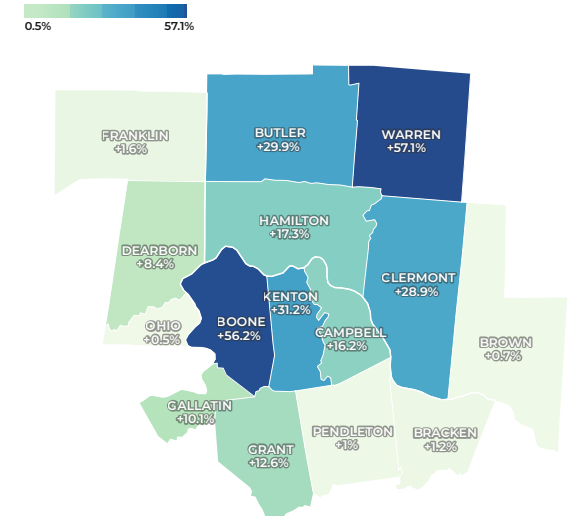 0.5% 57.1%
FRANKLIN
+1.6%
BUTLER
+29.9%
WARREN
+57.1%
HAMILTON
+17.3%
DEARBORN
+8.4%
CLERMONT
+28.9%
KENTON
+31.2%
OHIO
+0.5%
BOONE
+56.2%
CAMPBELL
+16.2%
BROWN
+0.7%
GALLATIN
+10.1%
PENDLETON
+1%
BRACKEN
+1.2%
GRANT
+12.6%